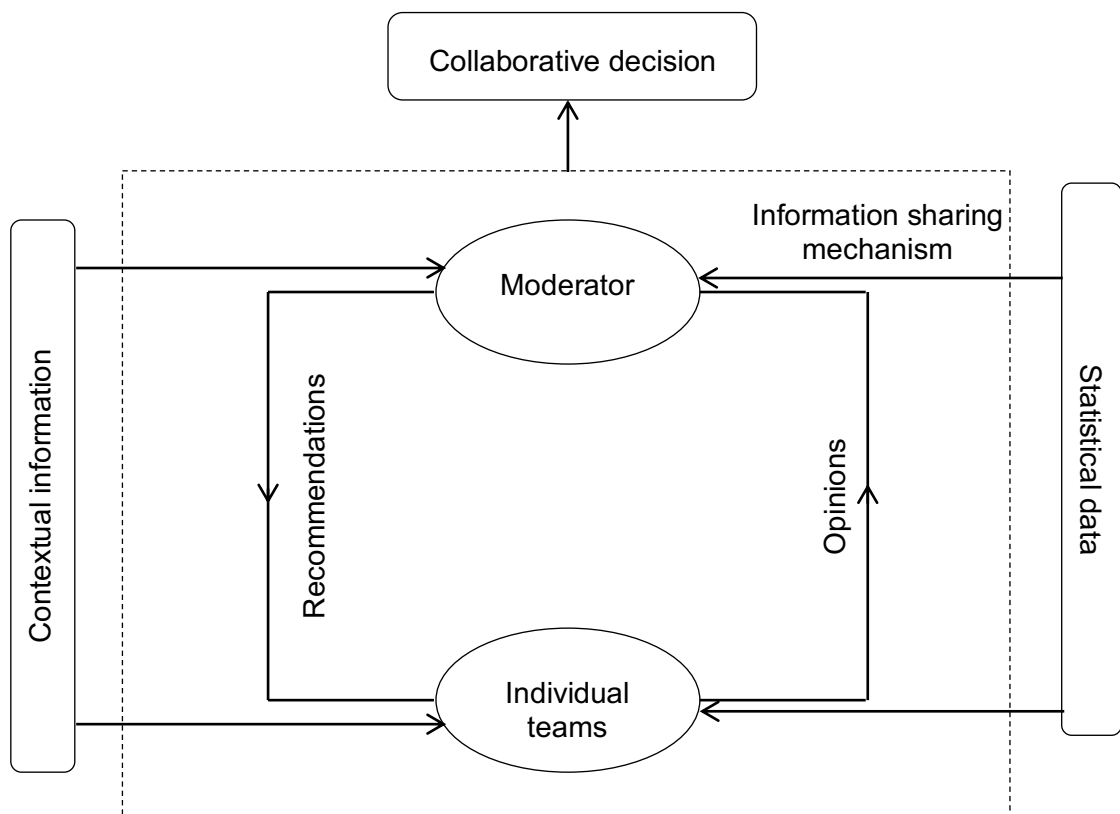 Collaborative decision
Information sharing
mechanism
Moderator
Contextual information
Recommendations
Opinions
Statistical data
Individual
teams